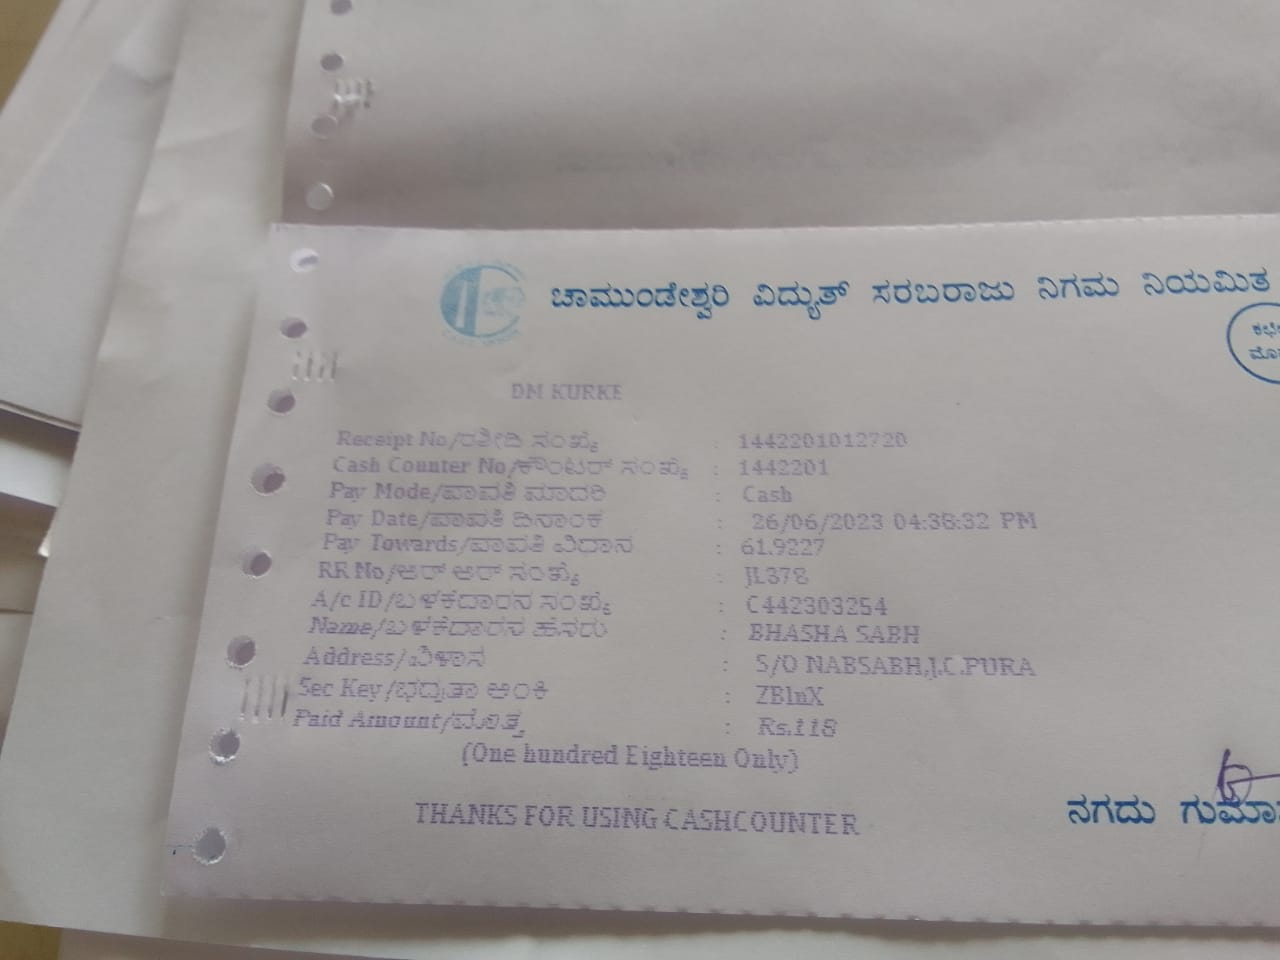 ಚಾಮುಂಡೇಶ್ವರಿ ವಿದ್ಯುತ್ ಸರಬರಾಜು ನಿಗಮ ನಿಯಮಿತ
DM KURKE
Receipt No/ರಶೀದಿ ಸಂಖ್ಯೆ : 1442201012720
Cash Counter No/ಕೌಂಟರ್ ಸಂಖ್ಯೆ : 1442201
Pay Mode/ಪಾವತಿ ಮಾದರಿ : Cash
Pay Date/ಪಾವತಿ ದಿನಾಂಕ : 26/06/2023 04:38:32 PM
Pay Towards/ಪಾವತಿ ವಿಧಾನ : 61.9227
RR No/ಆರ್ ಆರ್ ಸಂಖ್ಯೆ : JL378
A/c ID/ಬಳಕೆದಾರನ ಸಂಖ್ಯೆ : C442303254
Name/ಬಳಕೆದಾರನ ಹೆಸರು : BHASHA SABH
Address/ವಿಳಾಸ : S/O NABSABH,J.C.PURA
Sec Key/ಭದ್ರತಾ ಅಂಕಿ : ZBlnX
Paid Amount/ಮೊತ್ತ : Rs.118
(One hundred Eighteen Only)
THANKS FOR USING CASHCOUNTER
ನಗದು